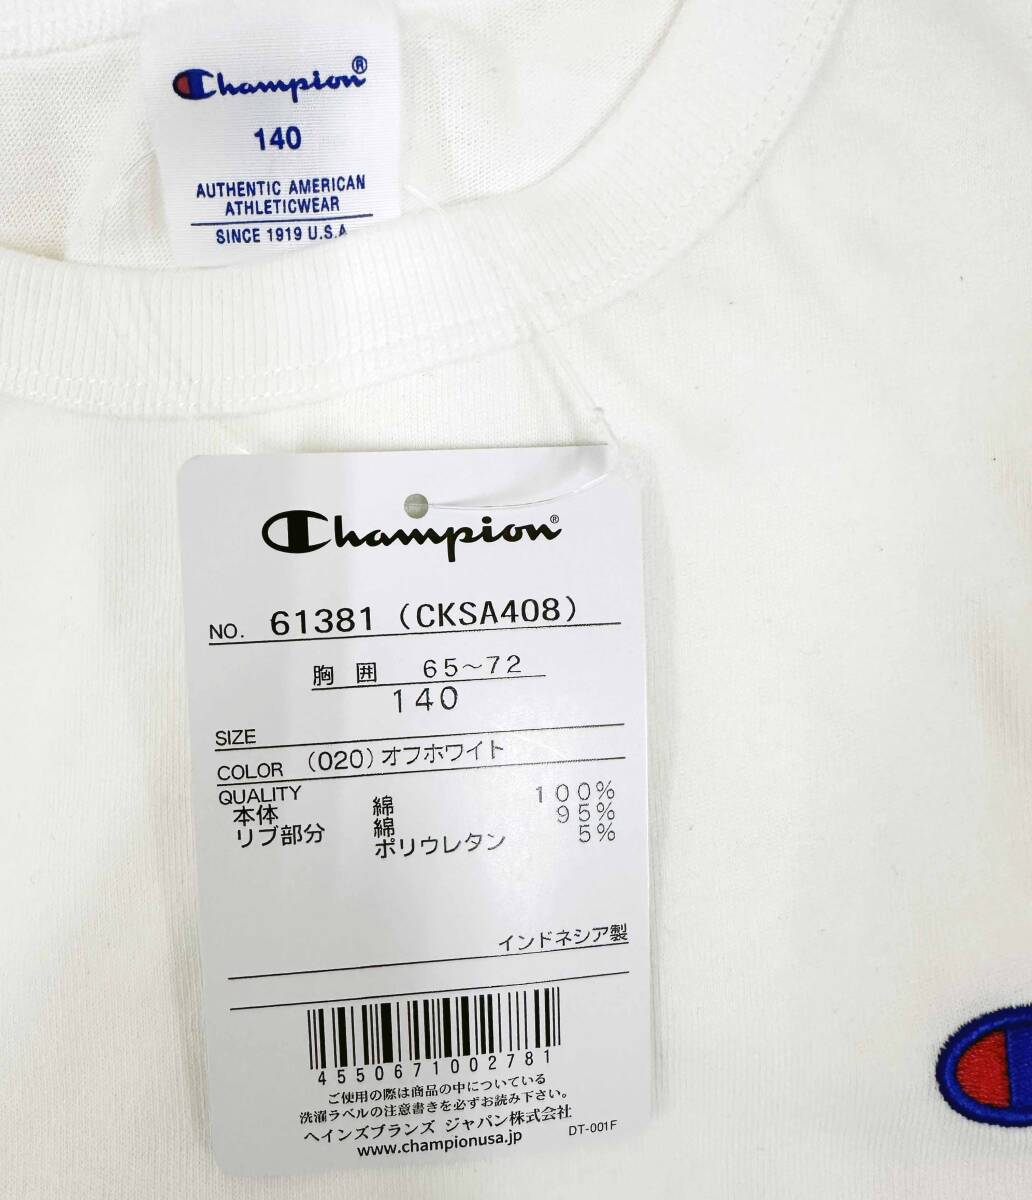 Champion®
140
AUTHENTIC AMERICAN
ATHLETICWEAR
SINCE 1919 U.S.A
Champion®
NO. 61381 (CKSA408)
胸 囲 65~72
140
SIZE
COLOR (020) オフホワイト
QUALITY
本体 綿 100%
リブ部分 綿 95%
ポリウレタン 5%
インドネシア製
4550671002781
ご使用の際は商品の中についている
洗濯ラベルの注意書きを必ずお読み下さい。
ヘインズブランズ ジャパン株式会社
www.championusa.jp DT-001F